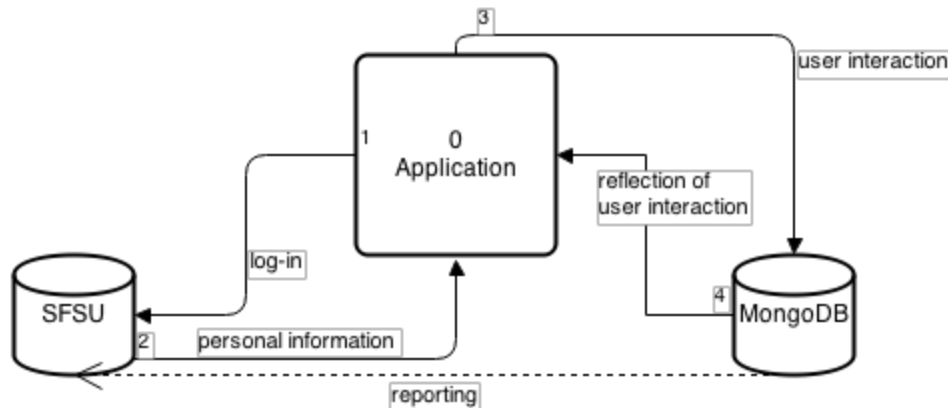 3
user interaction
1
0
Application
reflection of
user interaction
log-in
4
SFSU
MongoDB
2
personal information
reporting